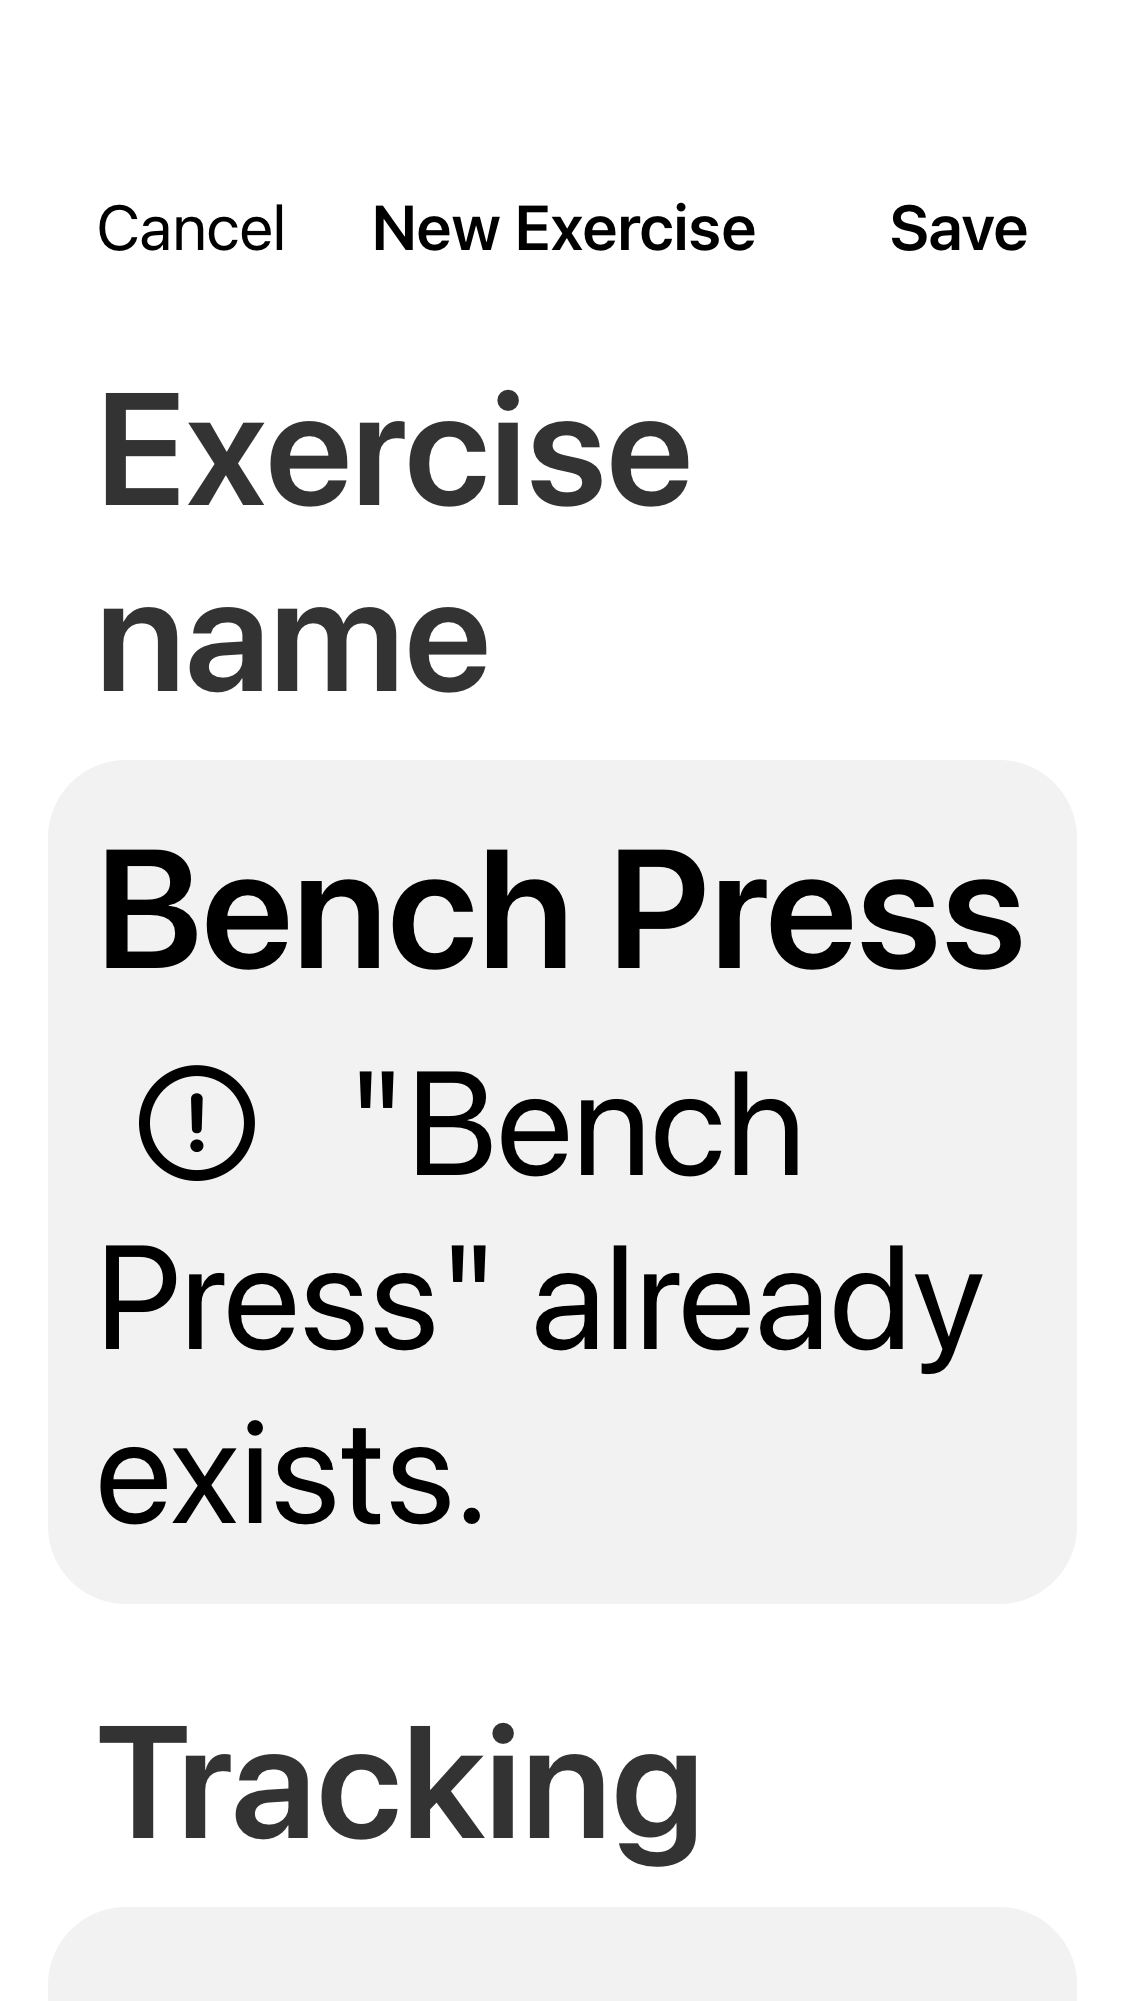 Cancel New Exercise Save
Exercise
name
Bench Press
"Bench
Press" already
exists.
Tracking